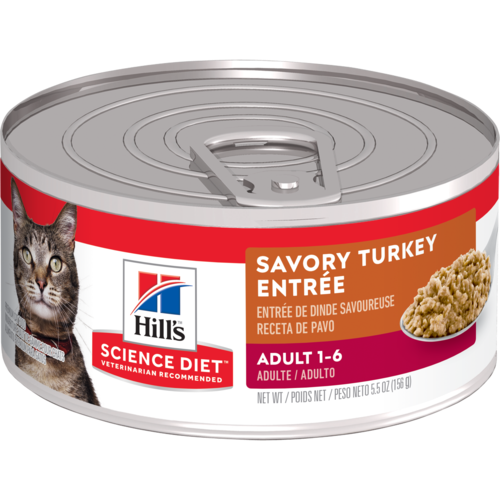 Hill's
SCIENCE DIET™
VETERINARIAN RECOMMENDED
SAVORY TURKEY
ENTRÉE
ENTRÉE DE DINDE SAVOUREUSE
RECETA DE PAVO
ADULT 1-6
ADULTE / ADULTO
NET WT / POIDS NET / PESO NETO 5.5 OZ (156 g)